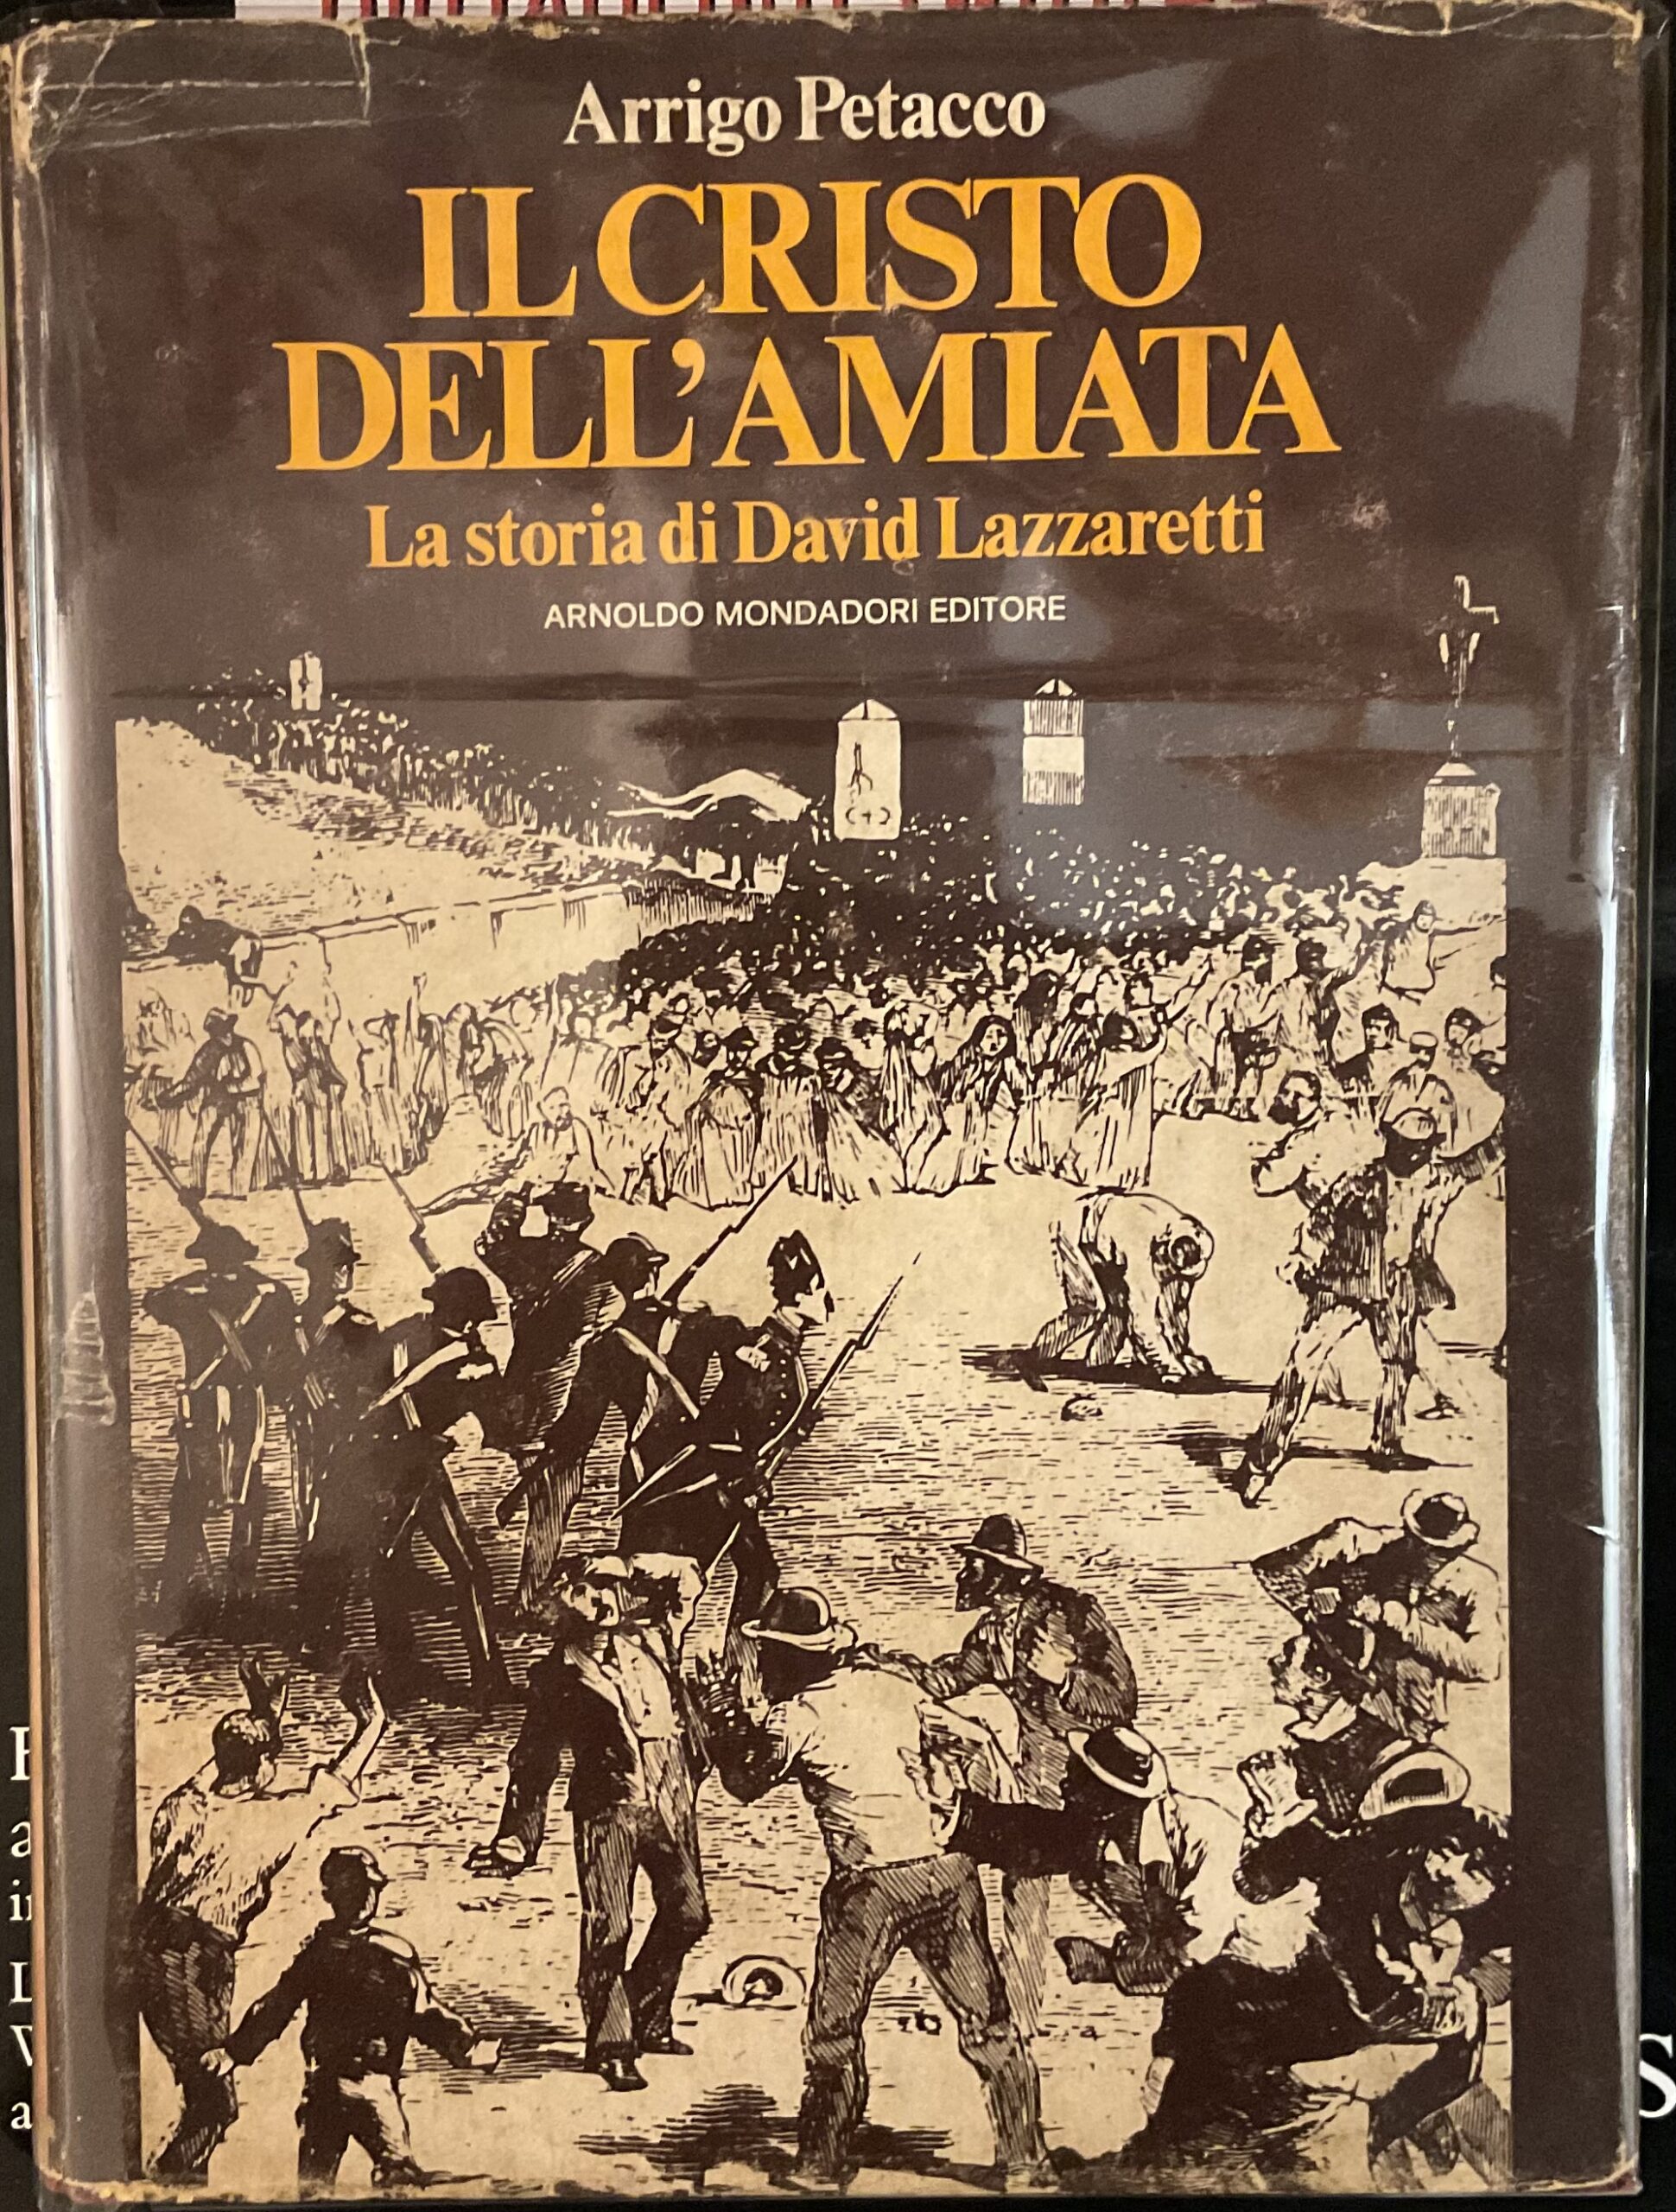 Arrigo Petacco
IL CRISTO
DELL'AMIATA
La storia di David Lazzaretti
ARNOLDO MONDADORI EDITORE